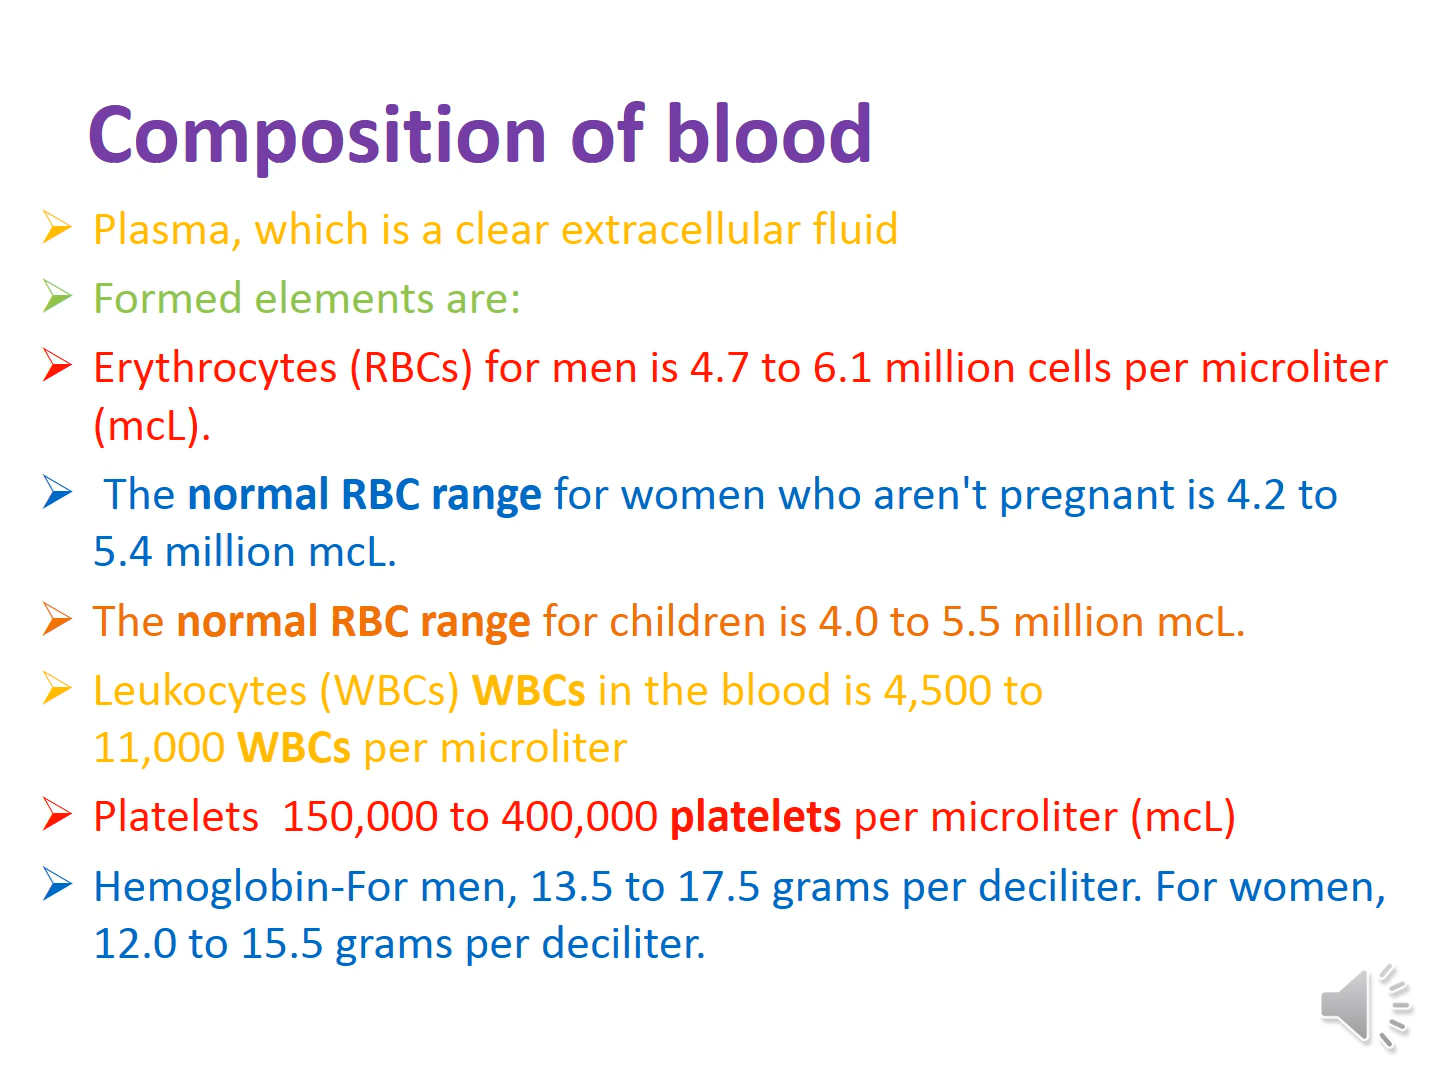 Composition of blood
Plasma, which is a clear extracellular fluid
Formed elements are:
Erythrocytes (RBCs) for men is 4.7 to 6.1 million cells per microliter
(mcL).
The normal RBC range for women who aren't pregnant is 4.2 to
5.4 million mcL.
The normal RBC range for children is 4.0 to 5.5 million mcL.
Leukocytes (WBCs) WBCs in the blood is 4,500 to
11,000 WBCs per microliter
Platelets 150,000 to 400,000 platelets per microliter (mcL)
Hemoglobin-For men, 13.5 to 17.5 grams per deciliter. For women,
12.0 to 15.5 grams per deciliter.